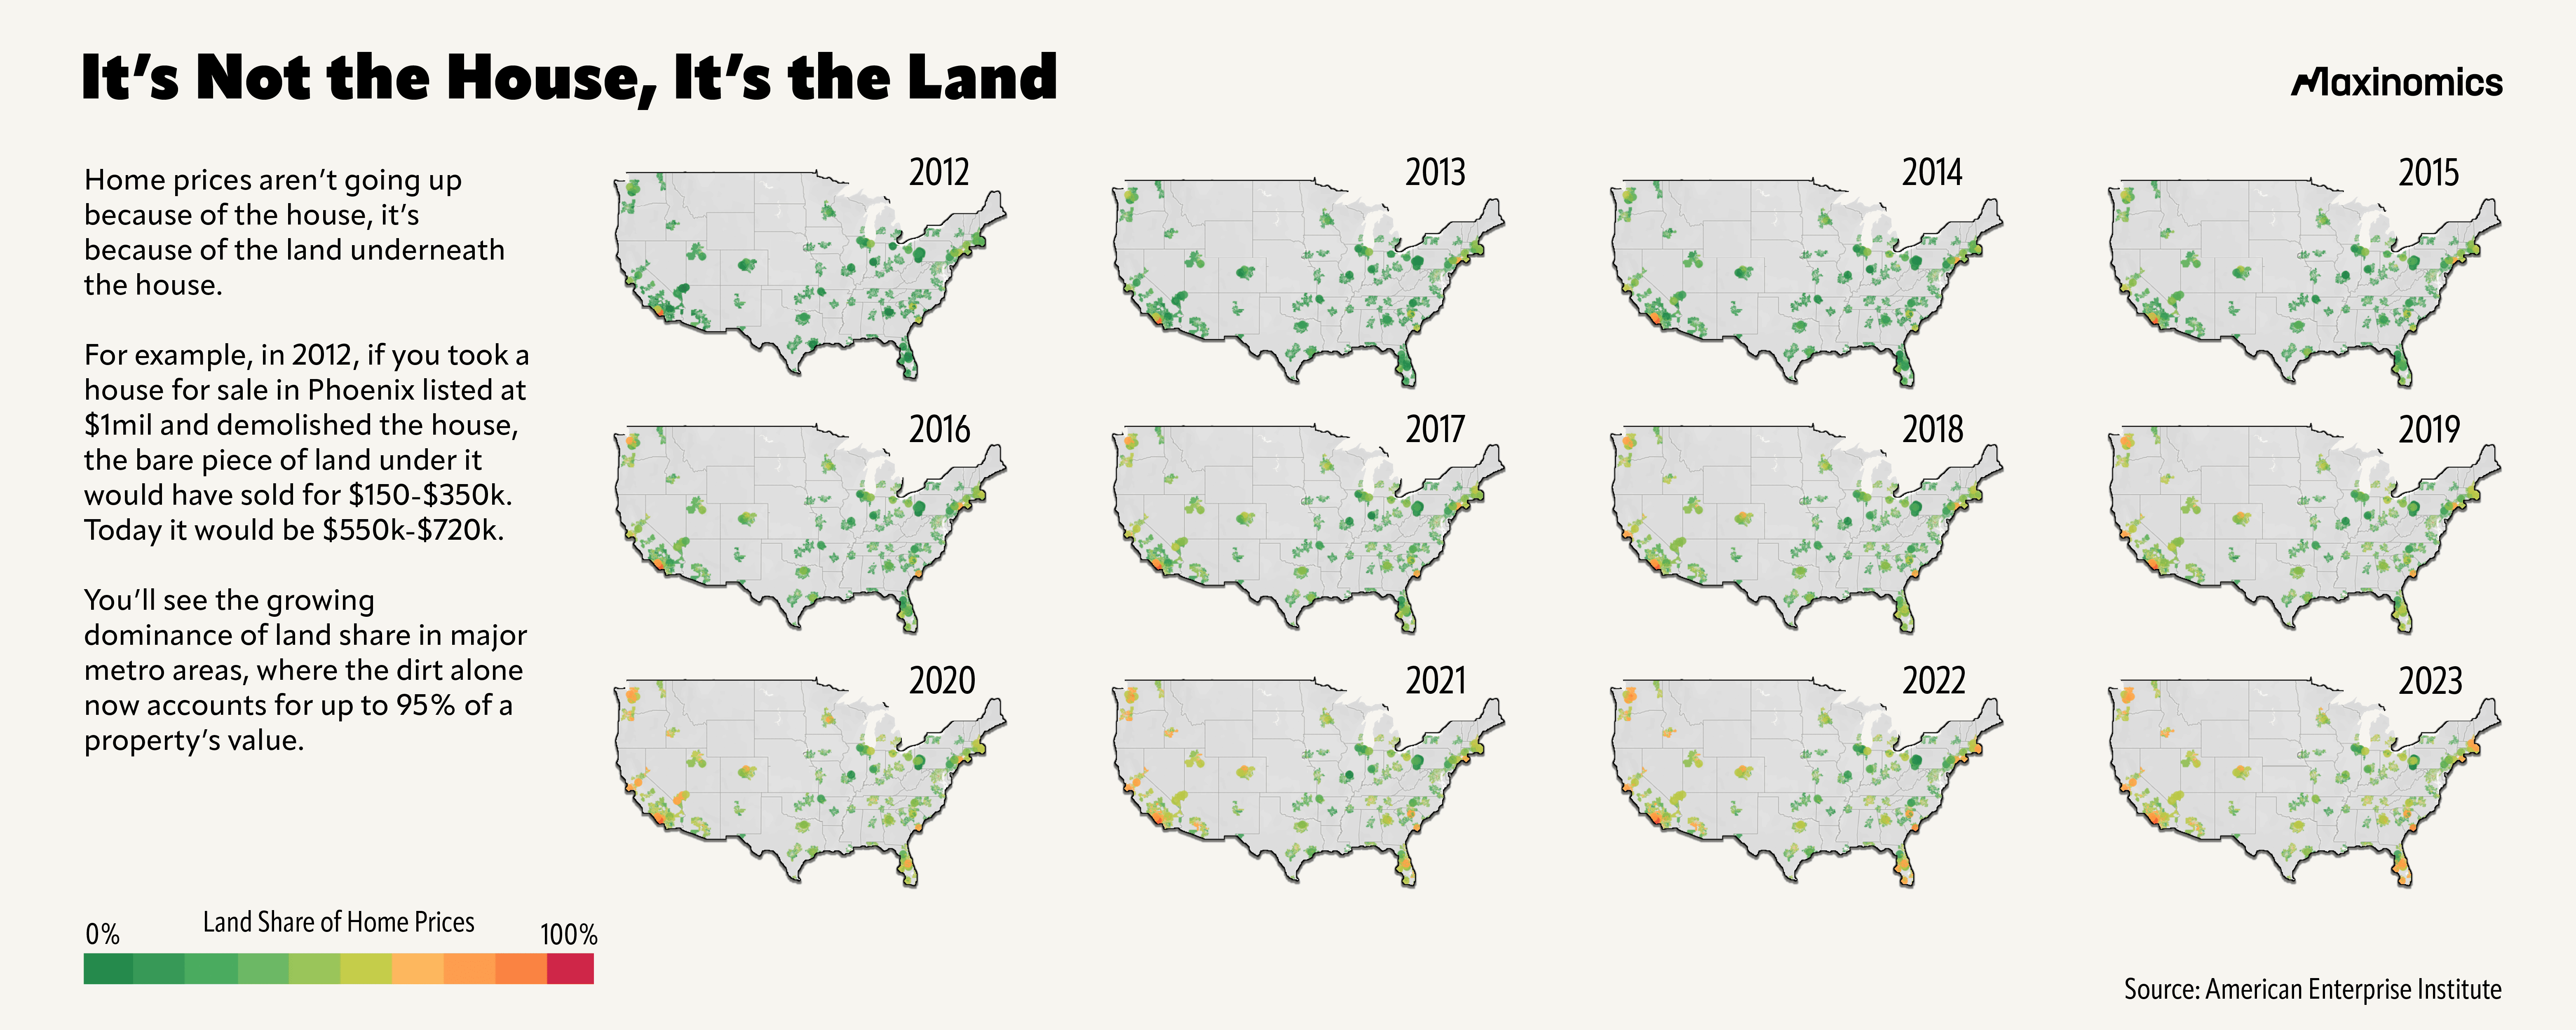 It's Not the House, It's the Land
Maxinomics
Home prices aren't going up
because of the house, it's
because of the land underneath
the house.
For example, in 2012, if you took a
house for sale in Phoenix listed at
$1mil and demolished the house,
the bare piece of land under it
would have sold for $150-$350k.
Today it would be $550k-$720k.
You'll see the growing
dominance of land share in major
metro areas, where the dirt alone
now accounts for up to 95% of a
property's value.
2012
2013
2014
2015
2016
2017
2018
2019
2020
2021
2022
2023
Land Share of Home Prices
0%
100%
Source: American Enterprise Institute